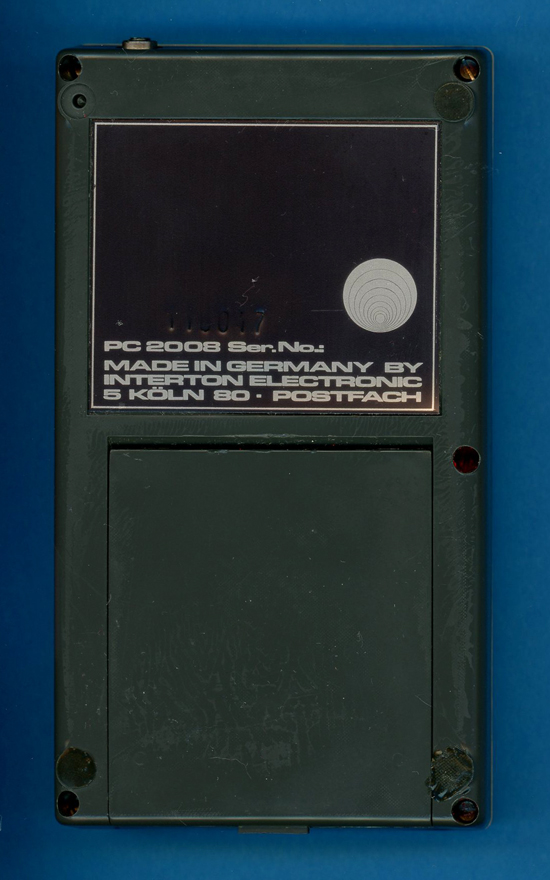 PC 2008 Ser.No.:
MADE IN GERMANY BY
INTERTON ELECTRONIC
5 KÖLN 80 · POSTFACH